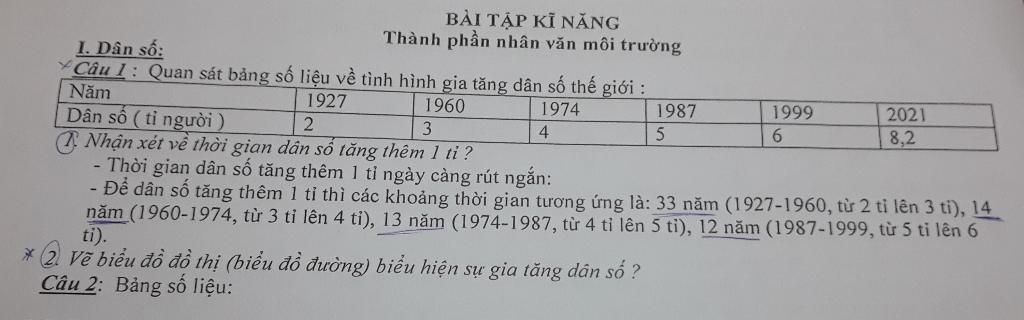 BÀI TẬP KĨ NĂNG
Thành phần nhân văn môi trường
I. Dân số:
Câu 1 : Quan sát bảng số liệu về tình hình gia tăng dân số thế giới :
Năm 1927 1960 1974 1987 1999 2021
Dân số ( tỉ người ) 2 3 4 5 6 8,2
1. Nhận xét về thời gian dân số tăng thêm 1 tỉ ?
- Thời gian dân số tăng thêm 1 tỉ ngày càng rút ngắn:
- Để dân số tăng thêm 1 tỉ thì các khoảng thời gian tương ứng là: 33 năm (1927-1960, từ 2 tỉ lên 3 tỉ), 14
năm (1960-1974, từ 3 tỉ lên 4 tỉ), 13 năm (1974-1987, từ 4 tỉ lên 5 tỉ), 12 năm (1987-1999, từ 5 tỉ lên 6
tỉ).
2. Vẽ biểu đồ đồ thị (biểu đồ đường) biểu hiện sự gia tăng dân số ?
Câu 2: Bảng số liệu: